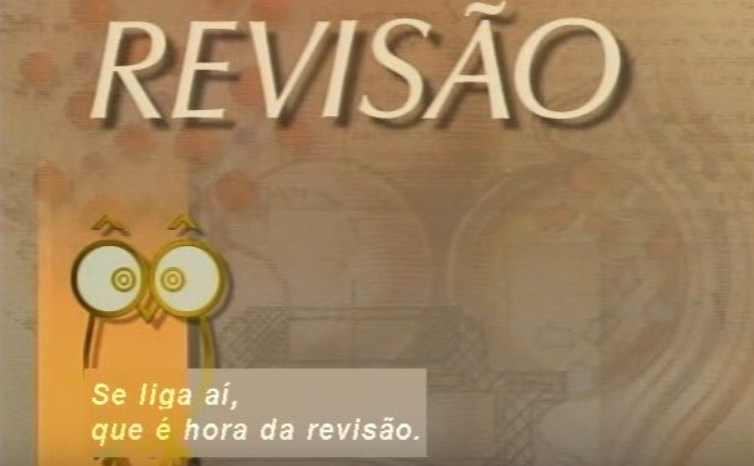 REVISÃO
Se liga aí,
que é hora da revisão.